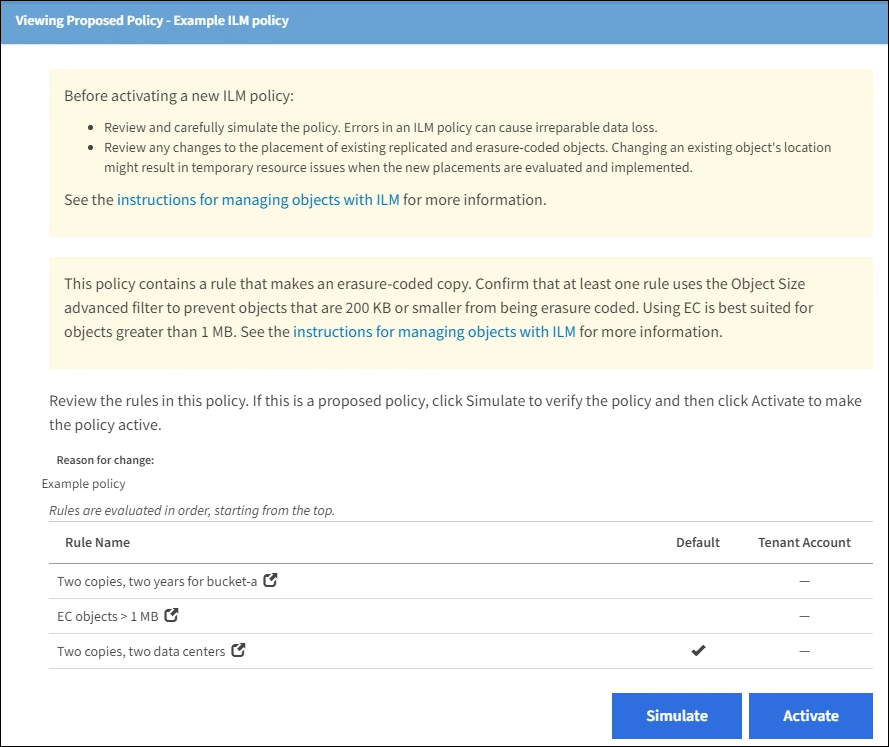 Viewing Proposed Policy - Example ILM policy
Before activating a new ILM policy:
Review and carefully simulate the policy. Errors in an ILM policy can cause irreparable data loss.
Review any changes to the placement of existing replicated and erasure-coded objects. Changing an existing object's location
might result in temporary resource issues when the new placements are evaluated and implemented.
See the instructions for managing objects with ILM for more information.
This policy contains a rule that makes an erasure-coded copy. Confirm that at least one rule uses the Object Size
advanced filter to prevent objects that are 200 KB or smaller from being erasure coded. Using EC is best suited for
objects greater than 1 MB. See the instructions for managing objects with ILM for more information.
Review the rules in this policy. If this is a proposed policy, click Simulate to verify the policy and then click Activate to make
the policy active.
Reason for change:
Example policy
Rules are evaluated in order, starting from the top.
Rule Name Default Tenant Account
Two copies, two years for bucket-a —
EC objects > 1 MB —
Two copies, two data centers ✔ —
Simulate Activate